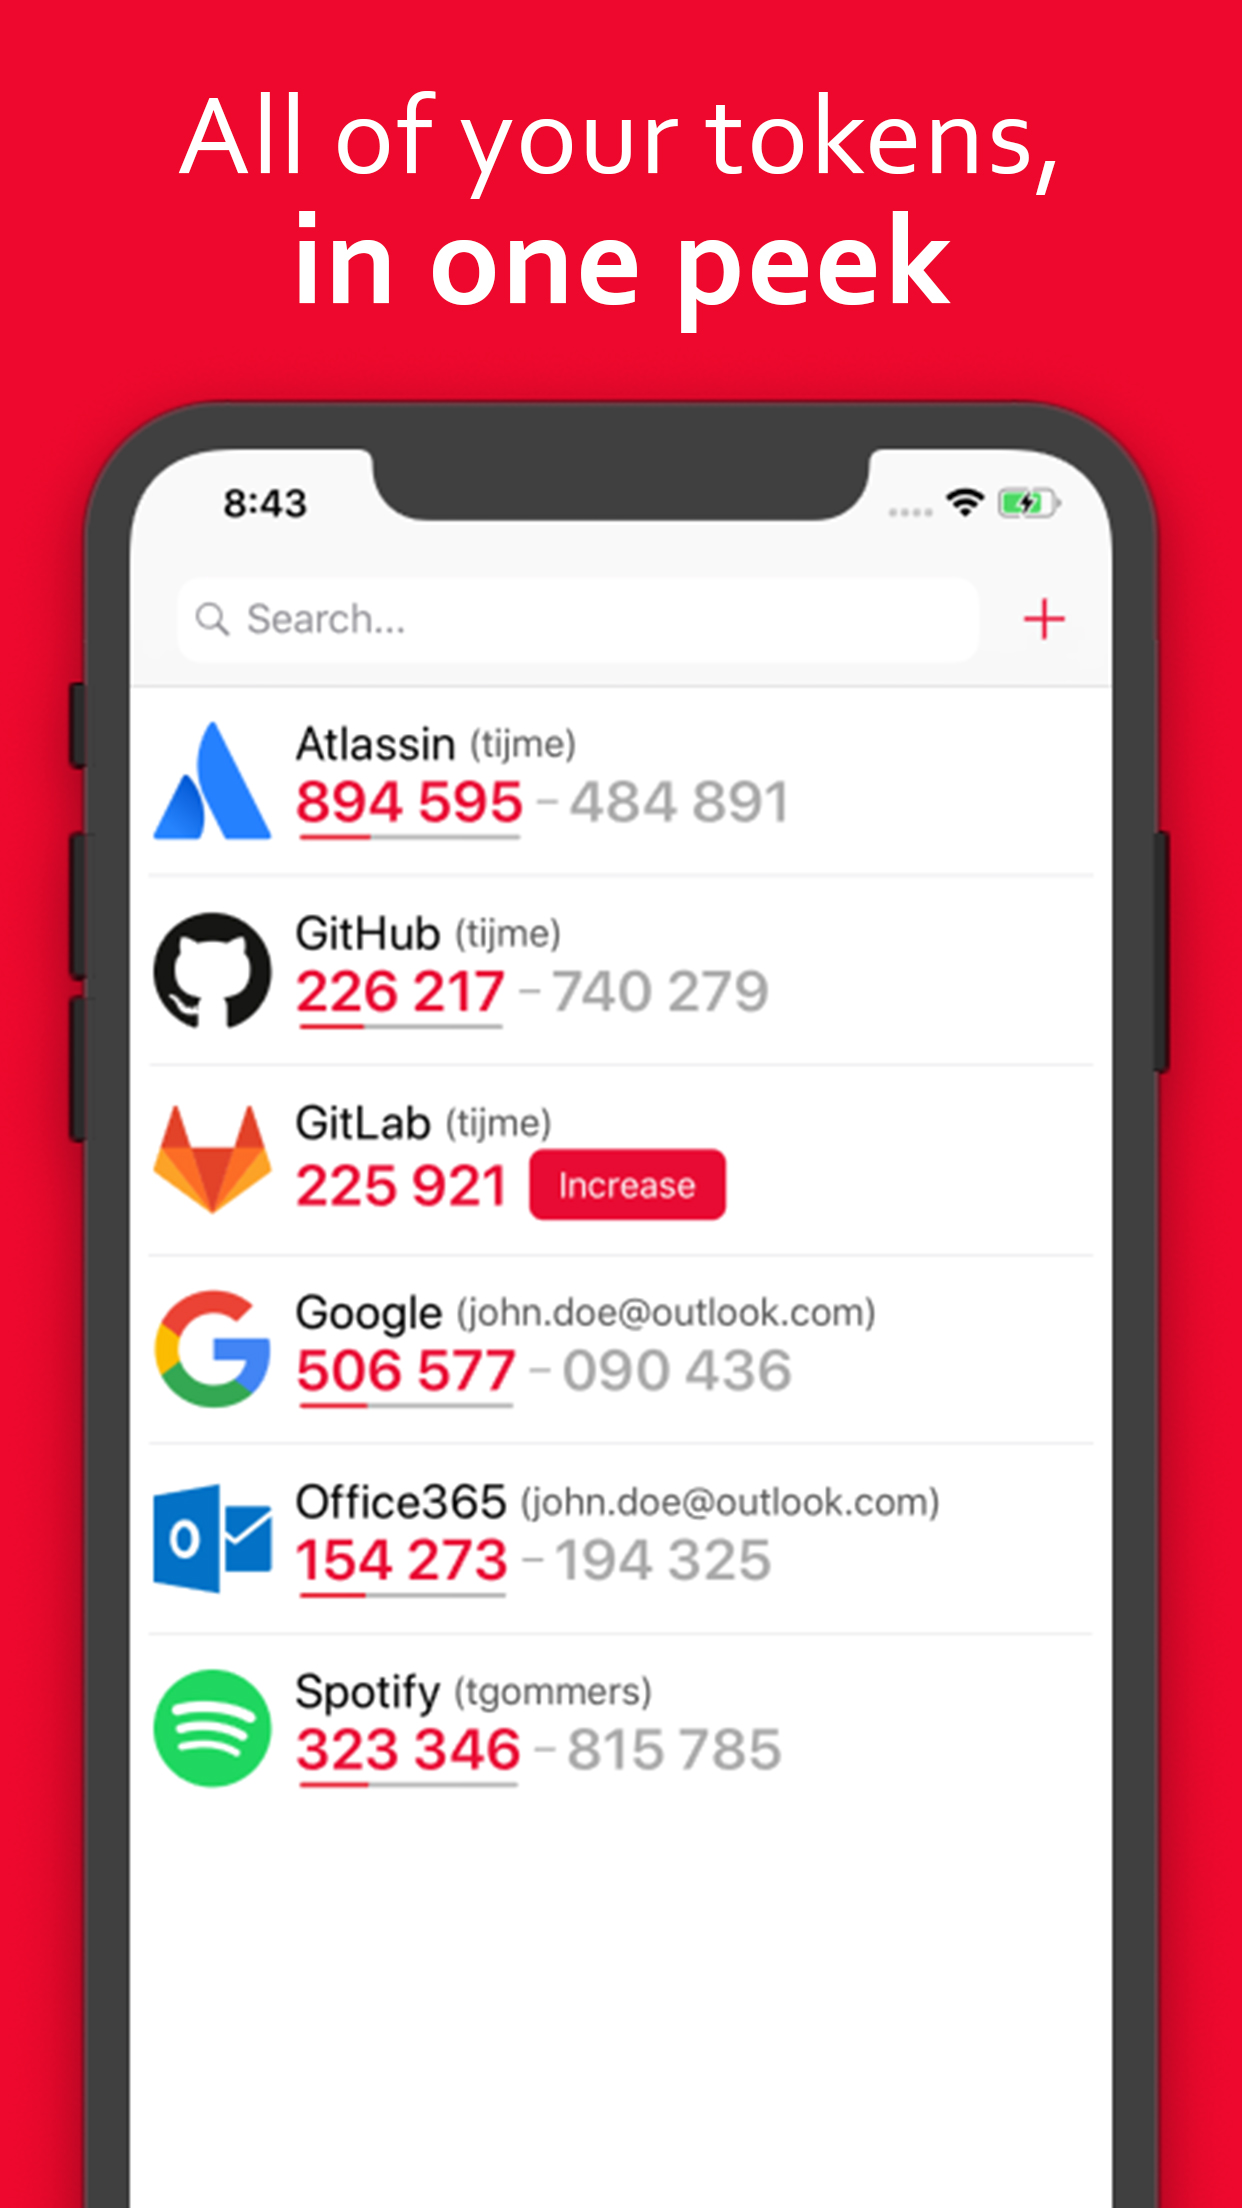 All of your tokens,
in one peek
8:43
Search...
Atlassin (tijme)
894 595 - 484 891
GitHub (tijme)
226 217 - 740 279
GitLab (tijme)
225 921 Increase
Google (john.doe@outlook.com)
506 577 - 090 436
Office365 (john.doe@outlook.com)
154 273 - 194 325
Spotify (tgommers)
323 346 - 815 785